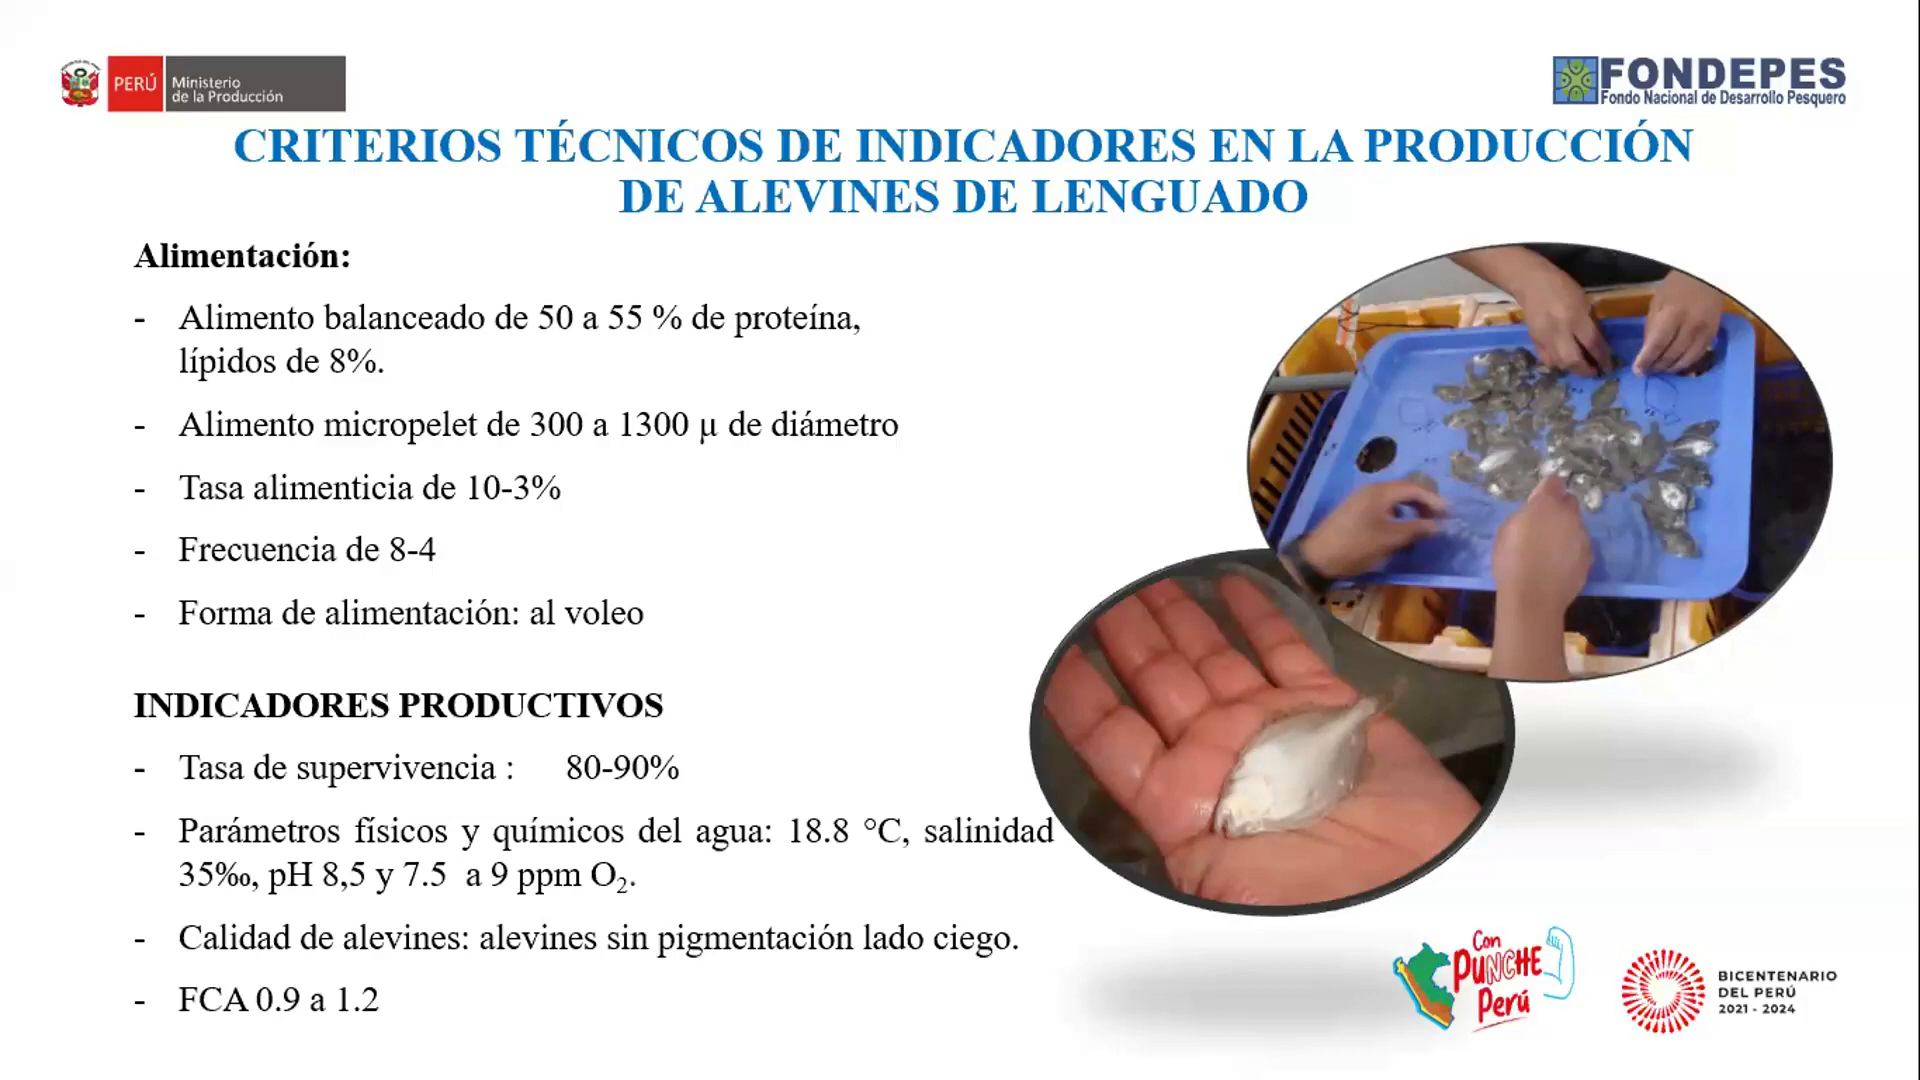 PERÚ
Ministerio
de la Producción
FONDEPES
Fondo Nacional de Desarrollo Pesquero
CRITERIOS TÉCNICOS DE INDICADORES EN LA PRODUCCIÓN
DE ALEVINES DE LENGUADO
Alimentación:
- Alimento balanceado de 50 a 55 % de proteína,
lípidos de 8%.
- Alimento micropelet de 300 a 1300 µ de diámetro
- Tasa alimenticia de 10-3%
- Frecuencia de 8-4
- Forma de alimentación: al voleo
INDICADORES PRODUCTIVOS
- Tasa de supervivencia : 80-90%
- Parámetros físicos y químicos del agua: 18.8 °C, salinidad
35‰, pH 8,5 y 7.5 a 9 ppm O₂.
- Calidad de alevines: alevines sin pigmentación lado ciego.
- FCA 0.9 a 1.2
Con
PUNCHE
Perú
BICENTENARIO
DEL PERÚ
2021 - 2024